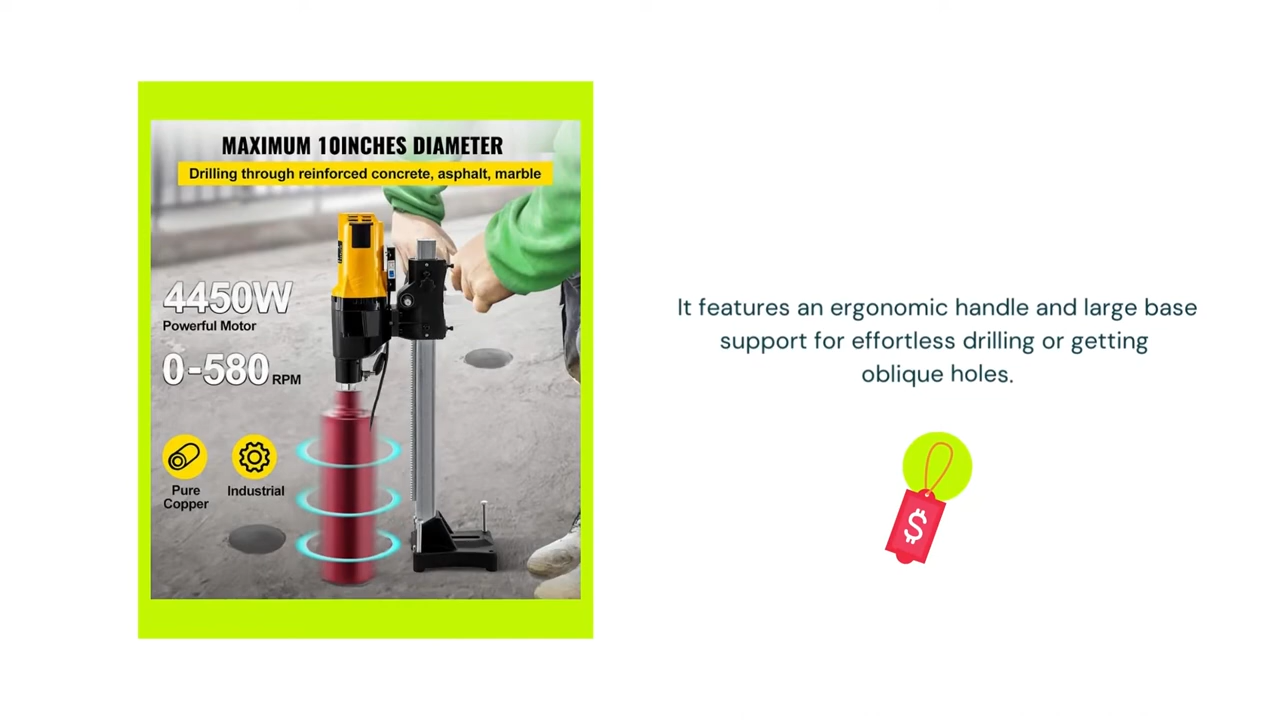 MAXIMUM 10INCHES DIAMETER
Drilling through reinforced concrete, asphalt, marble
4450W
Powerful Motor
0-580 RPM
Pure
Copper
Industrial
It features an ergonomic handle and large base
support for effortless drilling or getting
oblique holes.
$